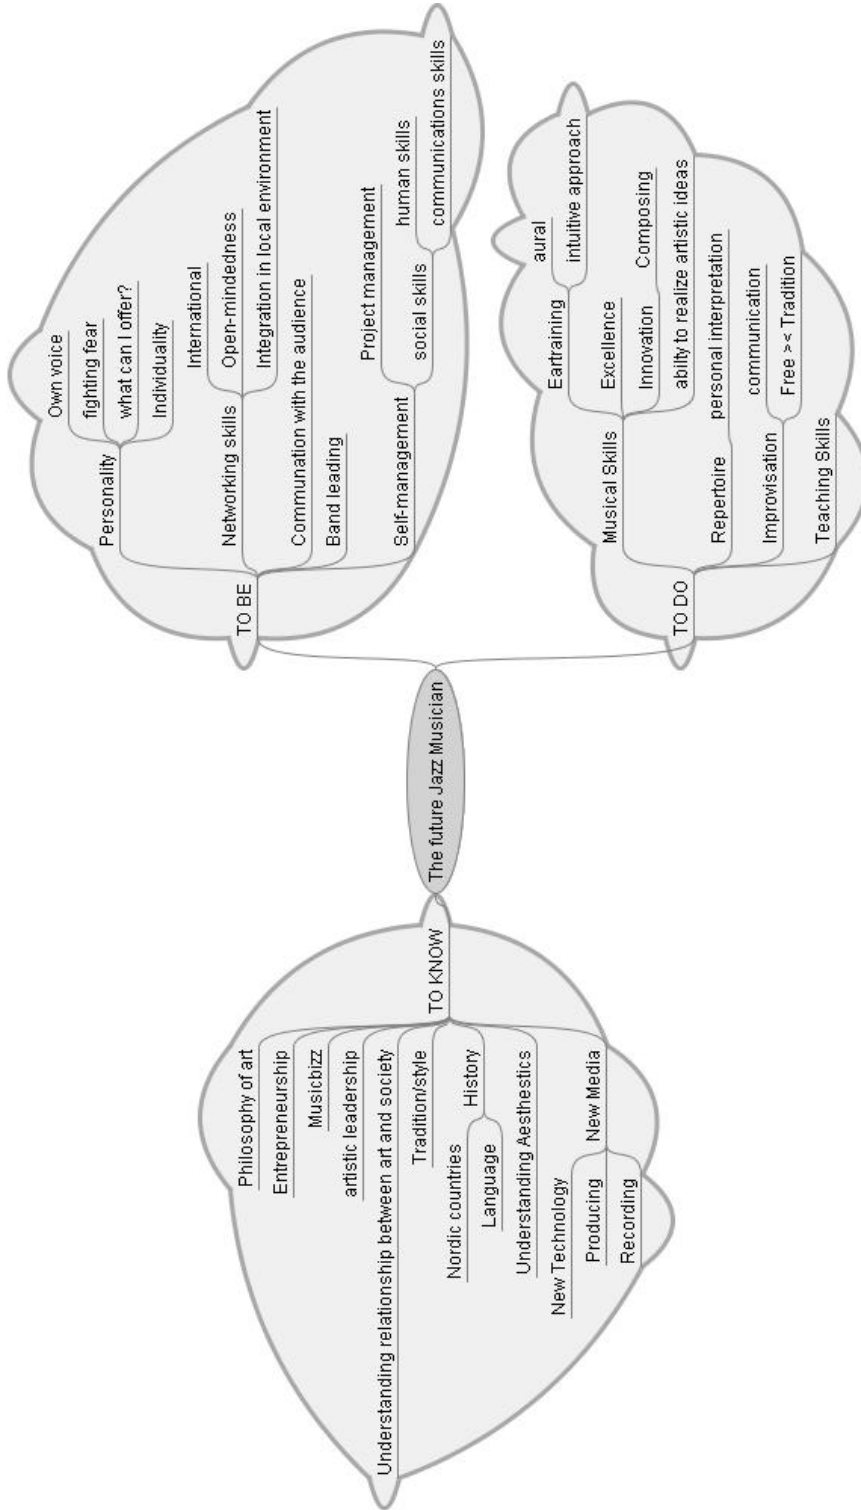 The future Jazz Musician
TO BE
Personality
Own voice
fighting fear
what can I offer?
Individuality
Networking skills
International
Open-mindedness
Integration in local environment
Communation with the audience
Band leading
Self-management
Project management
social skills
human skills
communications skills
TO DO
Musical Skills
Eartraining
aural
intuitive approach
Excellence
Innovation
Composing
abilty to realize artistic ideas
Repertoire
personal interpretation
Improvisation
communication
Free >< Tradition
Teaching Skills
TO KNOW
Philosophy of art
Entrepreneurship
Musicbizz
artistic leadership
Understanding relationship between art and society
Tradition/style
History
Nordic countries
Language
Understanding Aesthestics
New Media
New Technology
Producing
Recording